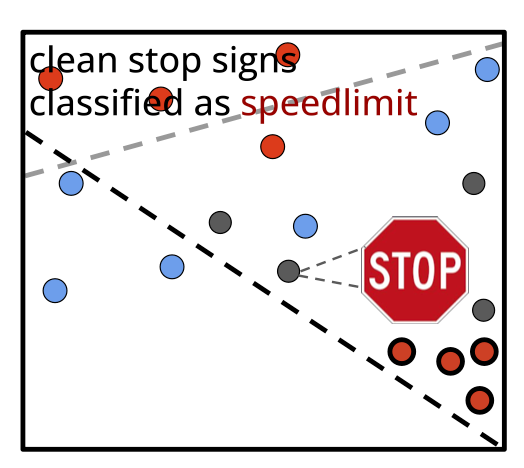 clean stop signs
classified as speedlimit
STOP